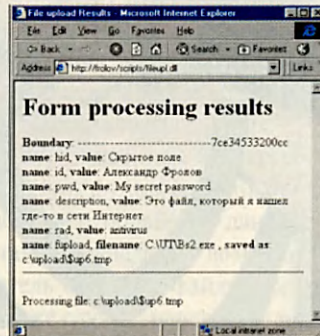 File upload Results - Microsoft Internet Explorer
File Edit View Go Favorites Help
Back Search Favorites
Address http://frolov/scripts/fileupl.dll Links
Form processing results
Boundary: -----------------------------7ce34533200cc
name: hid, value: Скрытое поле
name: id, value: Александр Фролов
name: pwd, value: My secret password
name: description, value: Это файл, который я нашел
где-то в сети Интернет
name: rad, value: antivirus
name: fupload, filename: C:\UT\Bs2.exe , saved as
c:\upload\$up6.tmp
Processing file: c:\upload\$up6.tmp
Local intranet zone